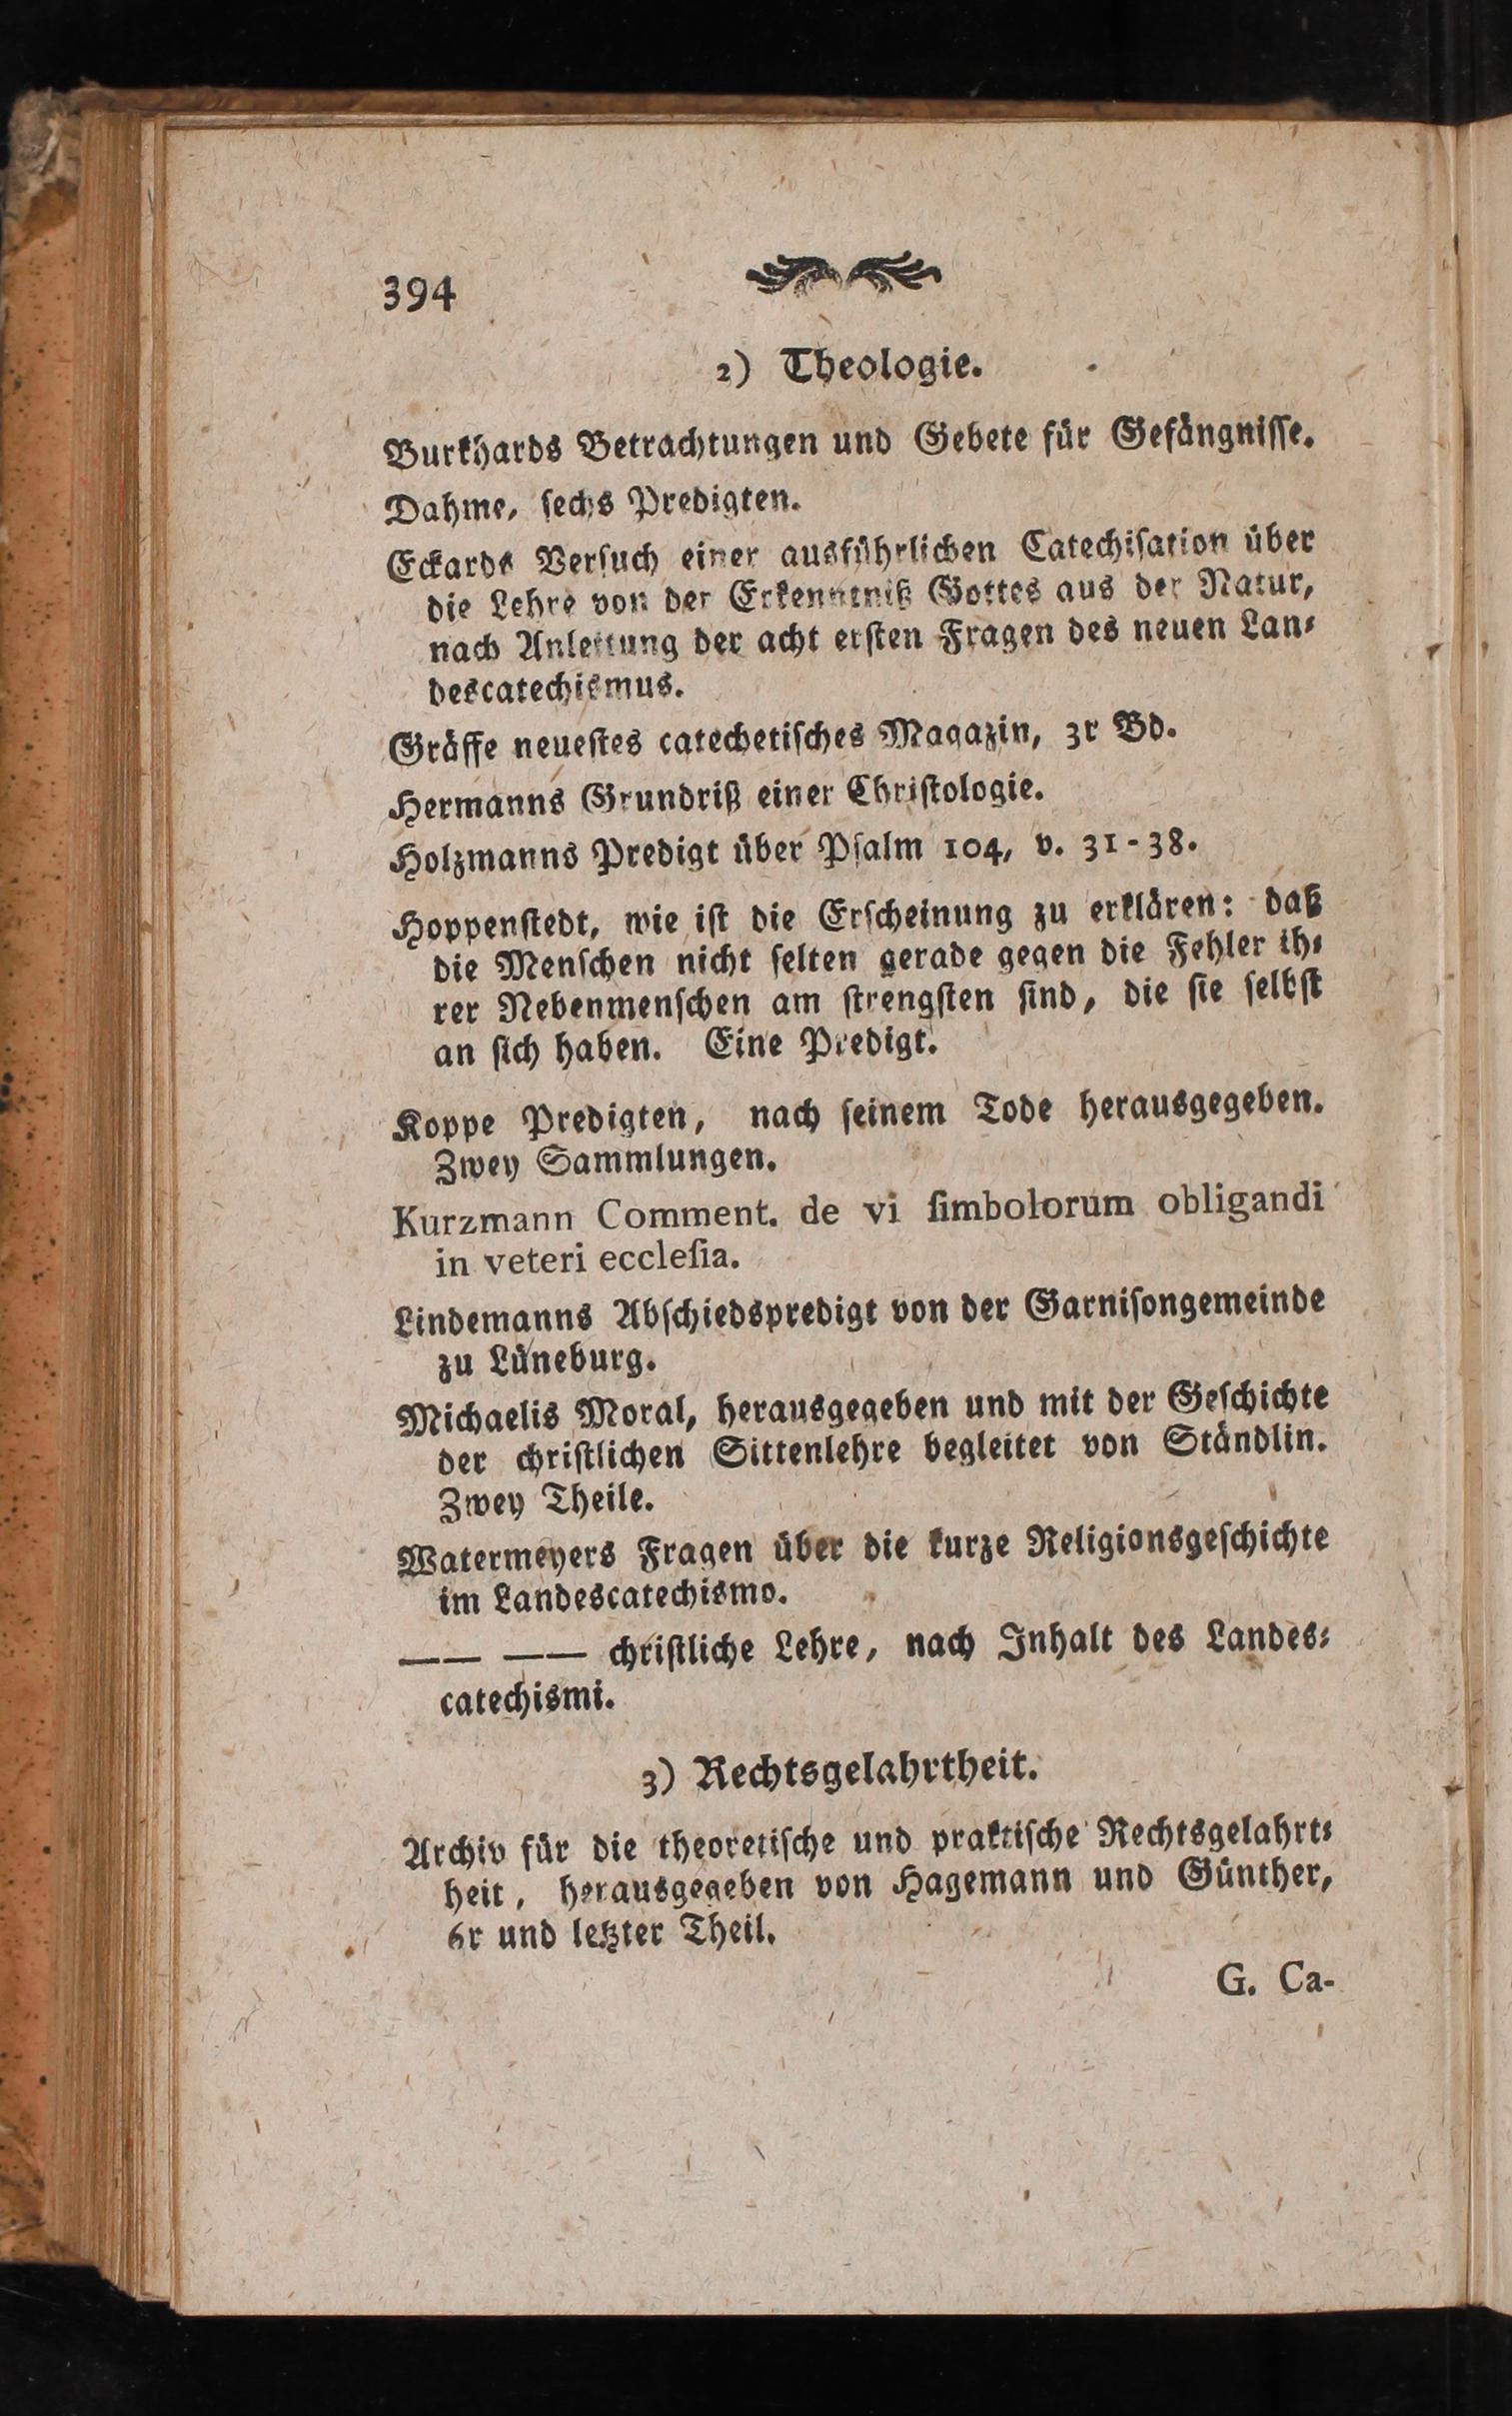 394
2) Theologie.
Burkhards Betrachtungen und Gebete für Gefängniſſe.
Dahme, ſechs Predigten.
Eckards Verſuch einer ausführlichen Catechiſation über
die Lehre von der Erkenntniß Gottes aus der Natur,
nach Anleitung der acht erſten Fragen des neuen Lan⸗
descatechismus.
Gräffe neueſtes catechetiſches Magazin, 3r Bd.
Hermanns Grundriß einer Chriſtologie.
Holzmanns Predigt über Pſalm 104, v. 31-38.
Hoppenſtedt, wie iſt die Erſcheinung zu erklären: daß
die Menſchen nicht ſelten gerade gegen die Fehler ih⸗
rer Nebenmenſchen am ſtrengſten ſind, die ſie ſelbſt
an ſich haben. Eine Predigt.
Koppe Predigten, nach ſeinem Tode herausgegeben.
Zwey Sammlungen.
Kurzmann Comment. de vi ſimbolorum obligandi
in veteri eccleſia.
Lindemanns Abſchiedspredigt von der Garniſongemeinde
zu Lüneburg.
Michaelis Moral, herausgegeben und mit der Geſchichte
der chriſtlichen Sittenlehre begleitet von Ständlin.
Zwey Theile.
Watermeyers Fragen über die kurze Religionsgeſchichte
im Landescatechismo.
—— —— chriſtliche Lehre, nach Inhalt des Landes⸗
catechismi.
3) Rechtsgelahrtheit.
Archiv für die theoretiſche und praktiſche Rechtsgelahrt⸗
heit, herausgegeben von Hagemann und Günther,
6r und letzter Theil.
G. Ca-